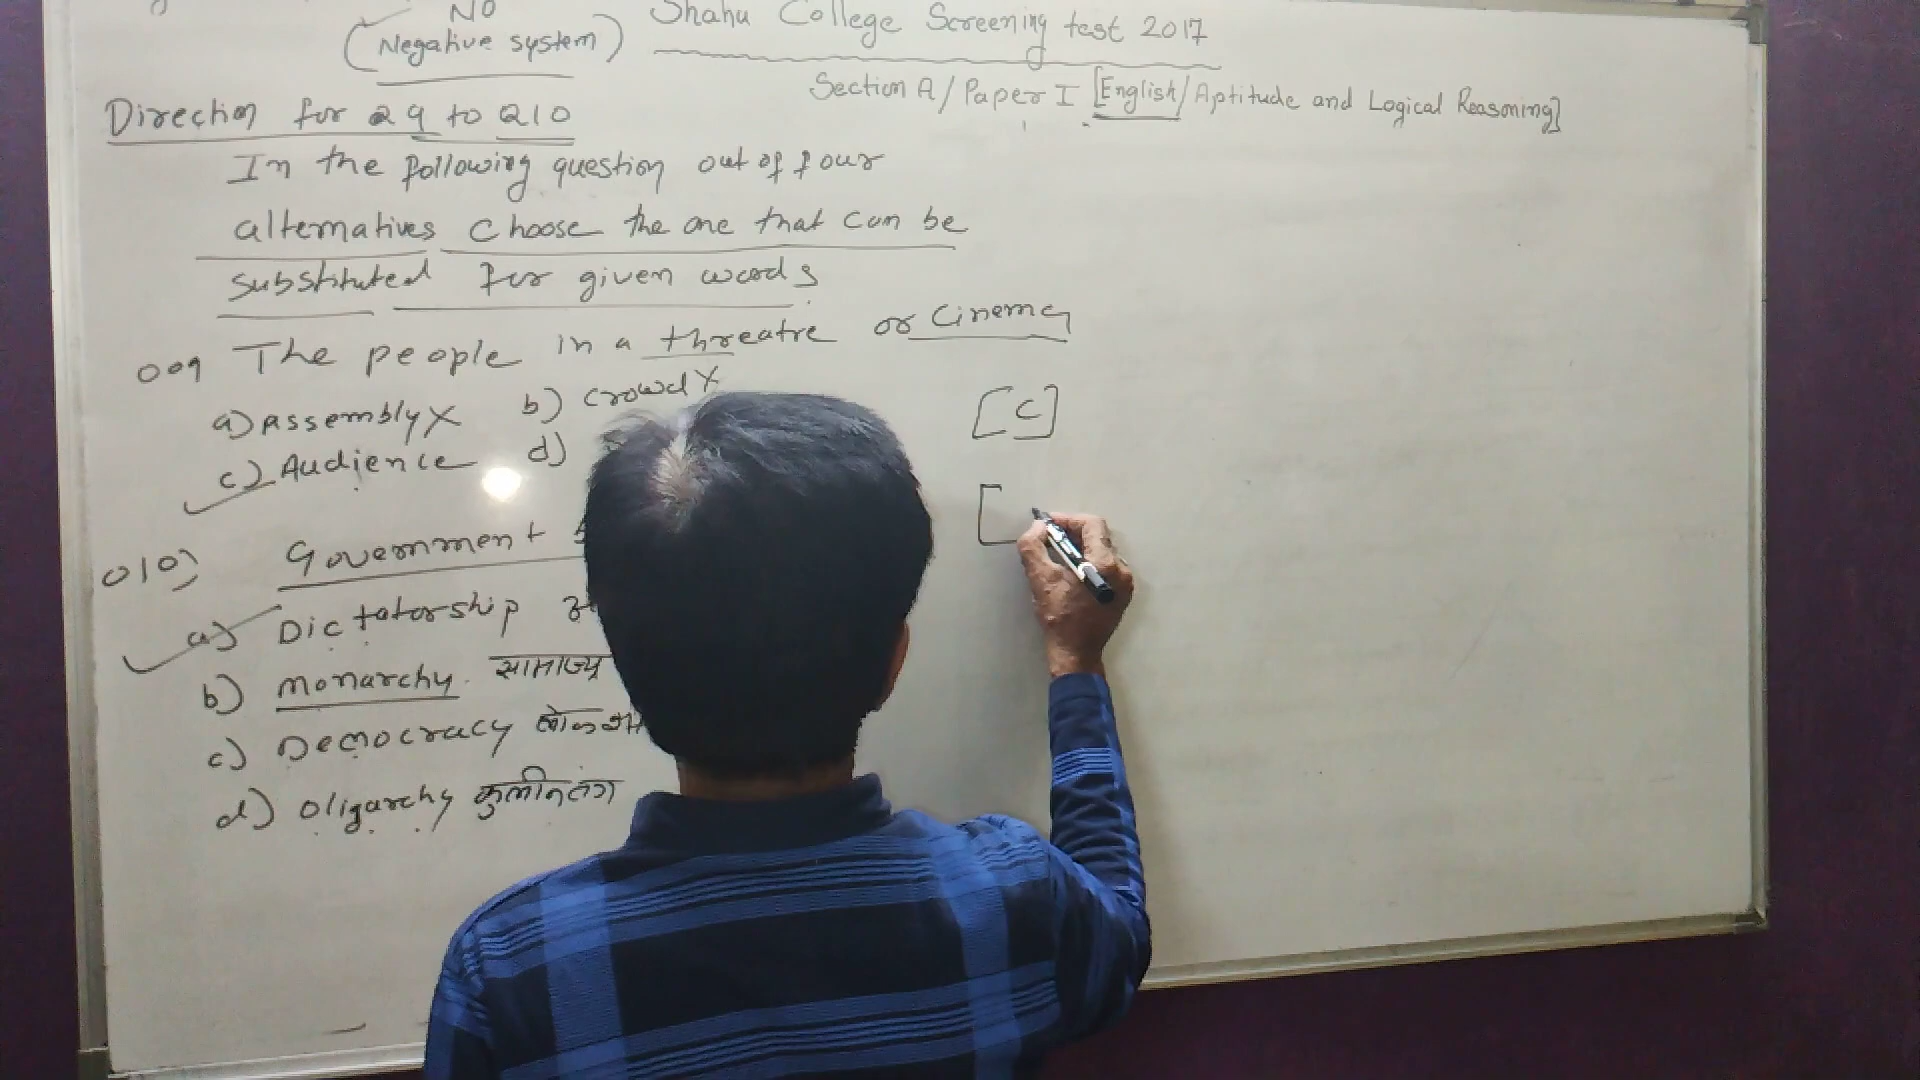 NO
(Negative system)
Shahu College Screening test 2017
Section A/Paper I [English/Aptitude and Logical Reasoning]
Direction for Q9 to Q10
In the following question out of four
alternatives choose the one that can be
substituted for given words
Q09 The people in a threatre or Cinema
a) Assembly X b) crowd X
c) Audience d)
[C]
Q10) Government
a) Dictatorship
b) monarchy साम्राज्य
c) Democracy
d) oligarchy कुलीनतंत्र
[